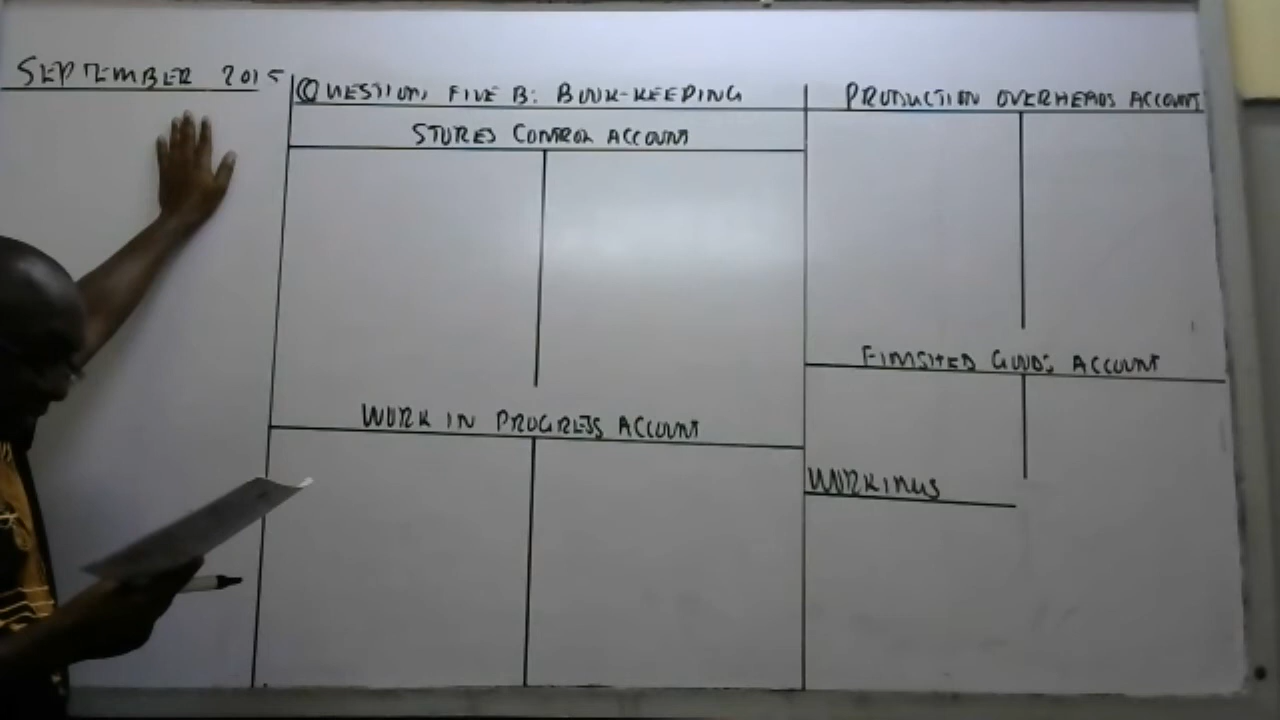 SEPTEMBER 2015
QUESTION FIVE B: BOOK-KEEPING
STORES CONTROL ACCOUNT
WORK IN PROGRESS ACCOUNT
PRODUCTION OVERHEADS ACCOUNT
FINISHED GOODS ACCOUNT
WORKINGS